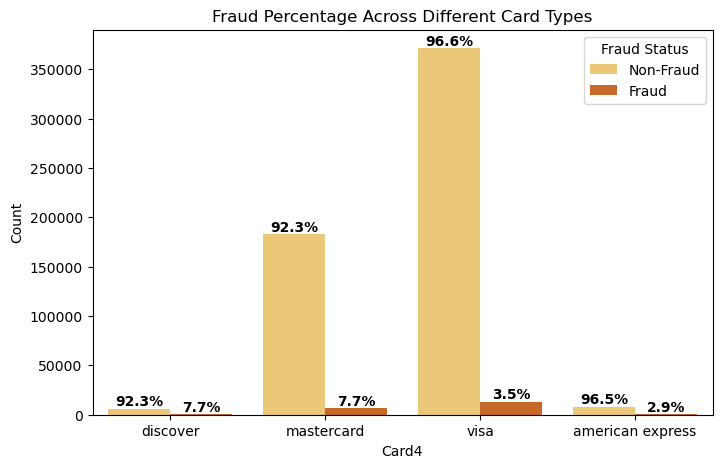 Fraud Percentage Across Different Card Types
Fraud Status
Non-Fraud
Fraud
Count
350000
300000
250000
200000
150000
100000
50000
0
92.3%
7.7%
92.3%
7.7%
96.6%
3.5%
96.5%
2.9%
discover
mastercard
visa
american express
Card4